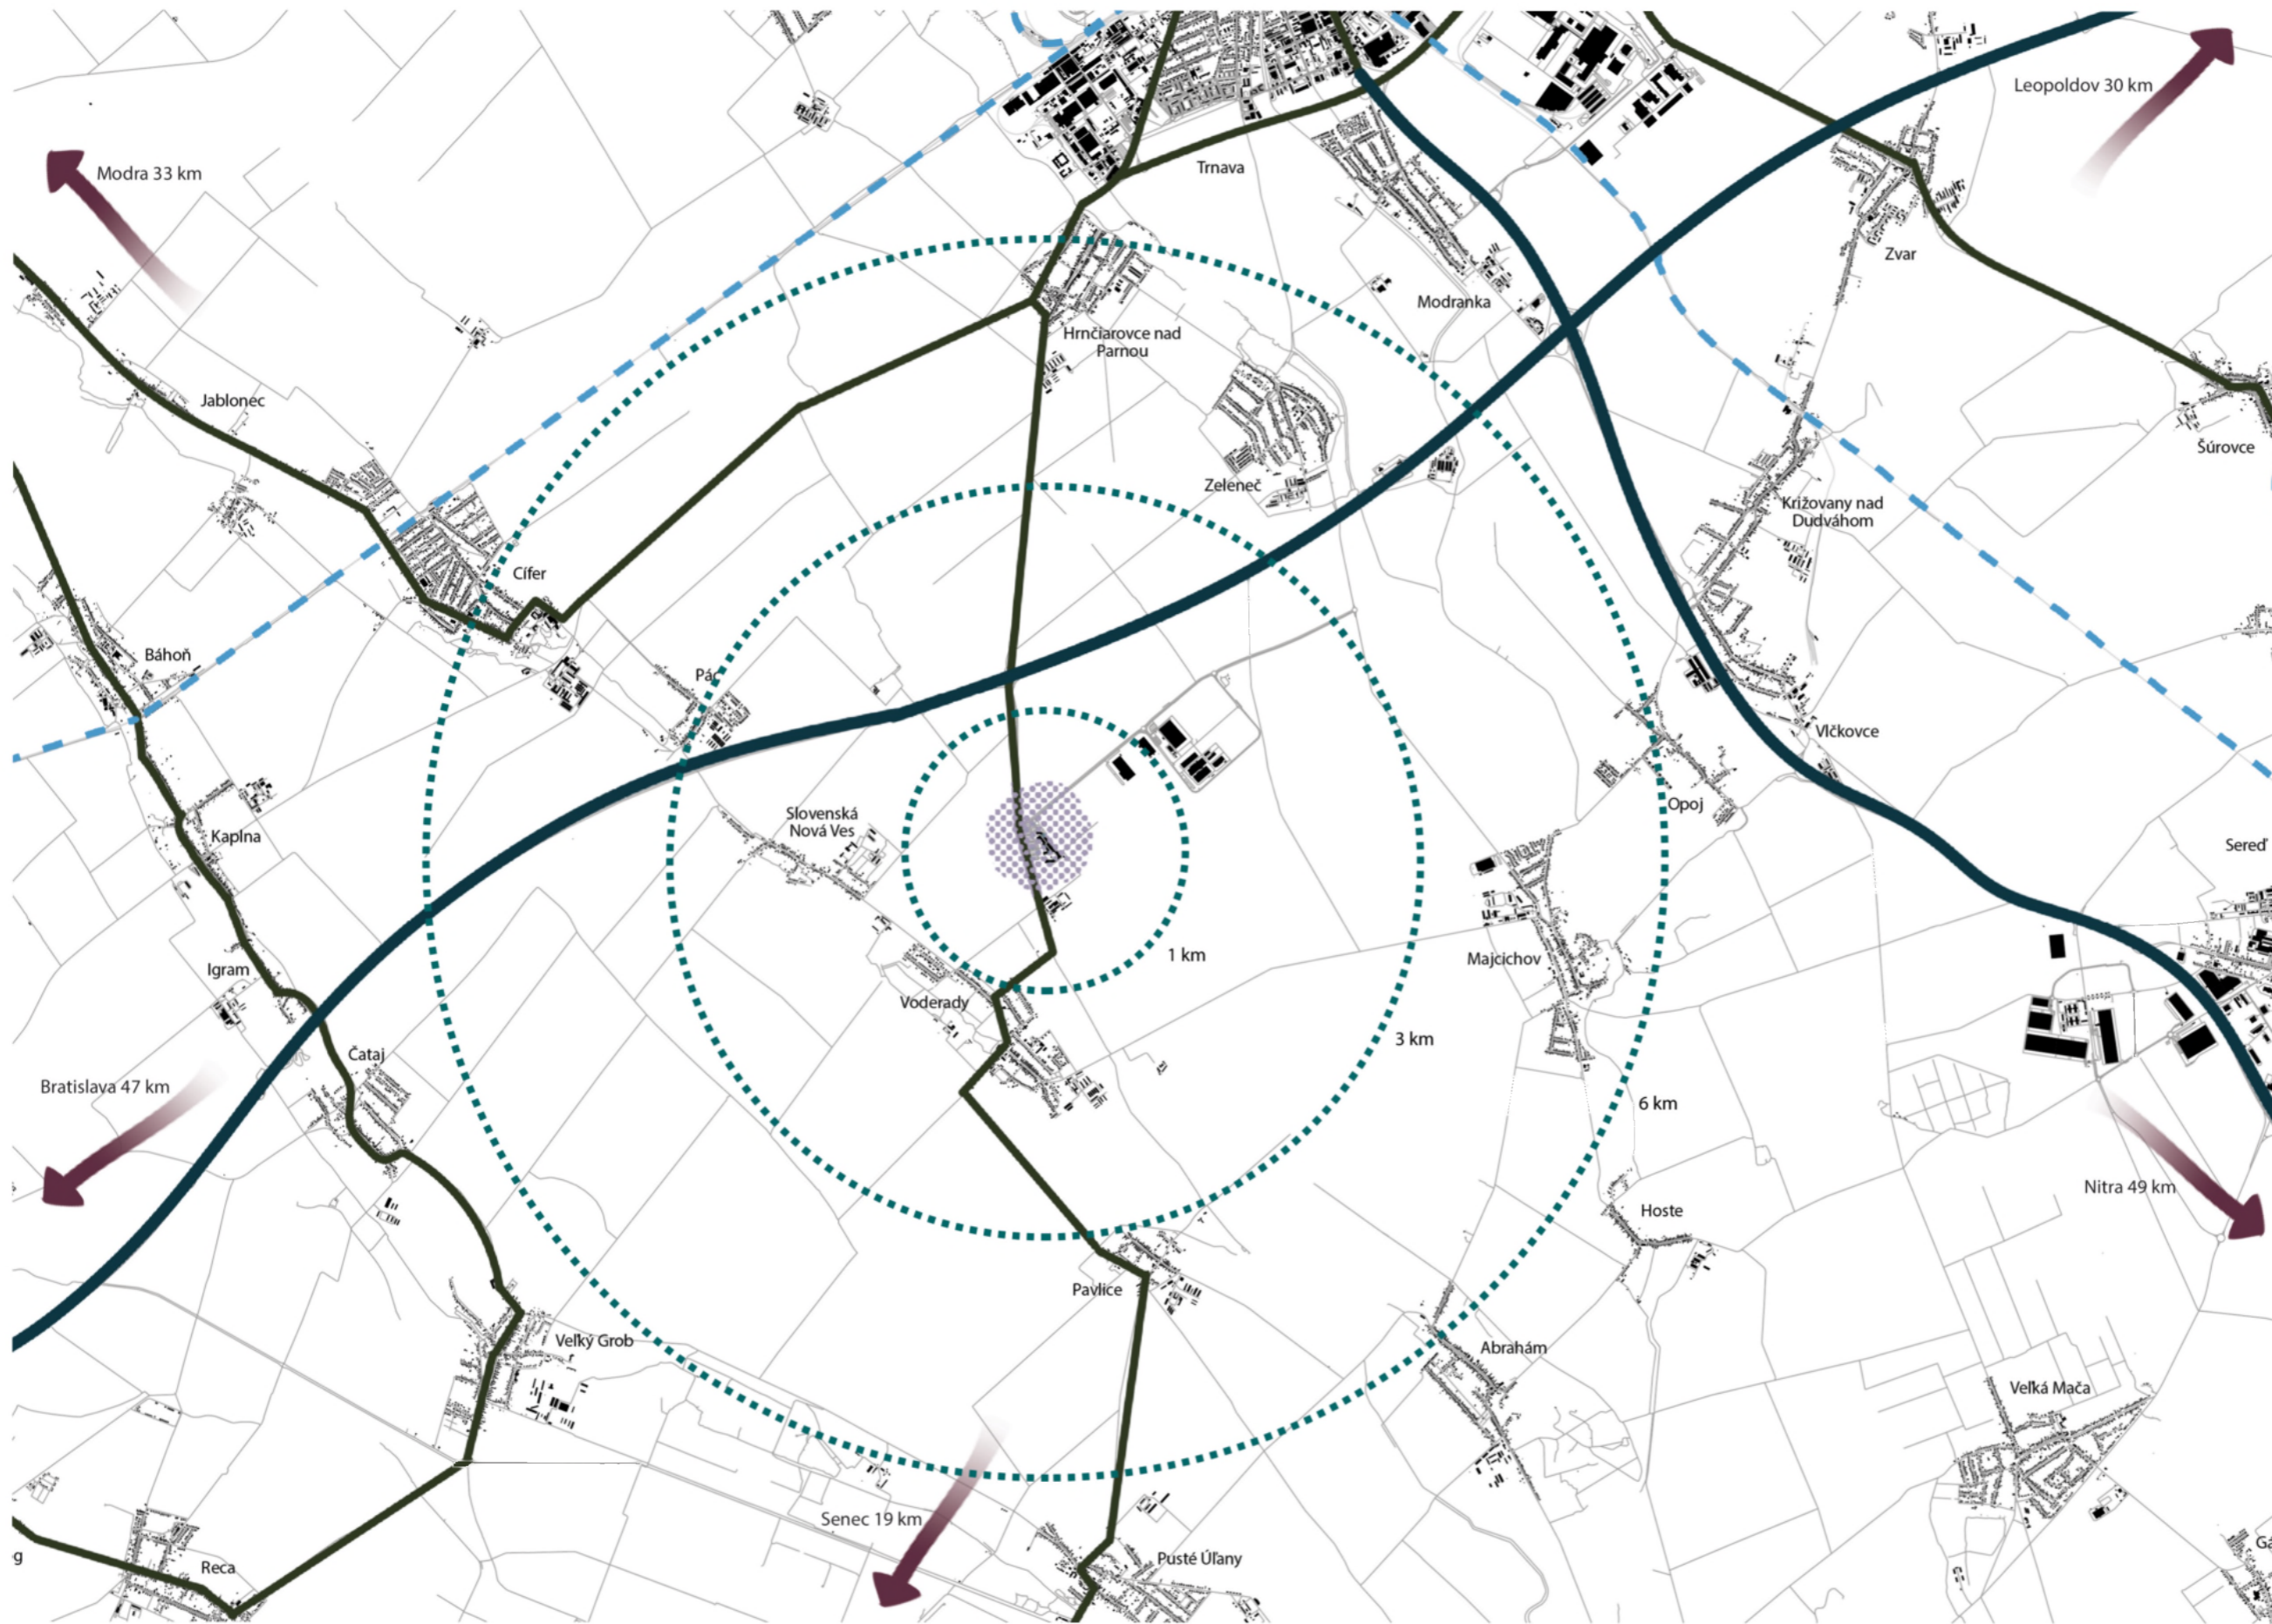 Leopoldov 30 km
Trnava
Modra 33 km
Zvar
Modranka
Hrnčiarovce nad
Parnou
Jablonec
Šúrovce
Zeleneč
Križovany nad
Dudváhom
Cífer
Báhoň
Pác
Vlčkovce
Opoj
Slovenská
Nová Ves
Kaplna
Sereď
1 km
Majcichov
Igram
Voderady
3 km
Čataj
Bratislava 47 km
6 km
Nitra 49 km
Hoste
Pavlice
Veľký Grob
Abrahám
Veľká Mača
Senec 19 km
Pusté Úľany
Reca
g
Gá